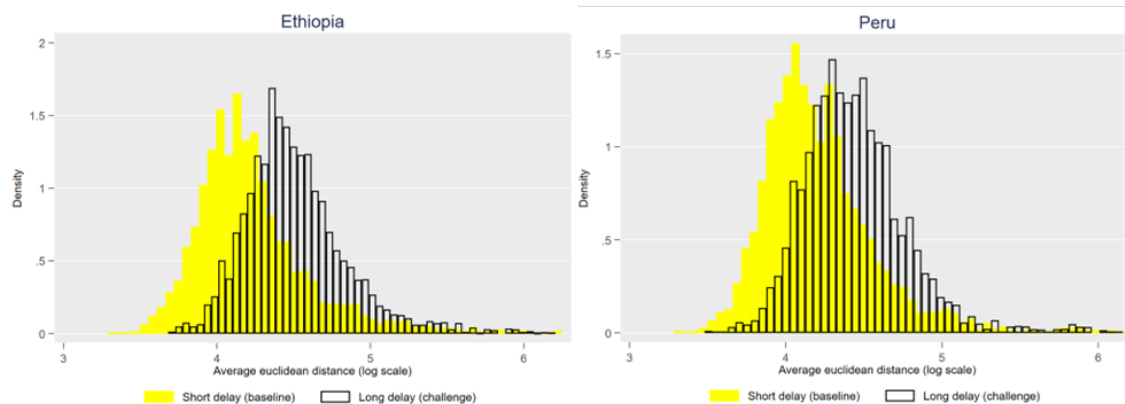 Ethiopia
2
1.5
1
.5
0
Density
3 4 5 6
Average euclidean distance (log scale)
Short delay (baseline) Long delay (challenge)
Peru
1.5
1
.5
0
Density
3 4 5 6
Average euclidean distance (log scale)
Short delay (baseline) Long delay (challenge)